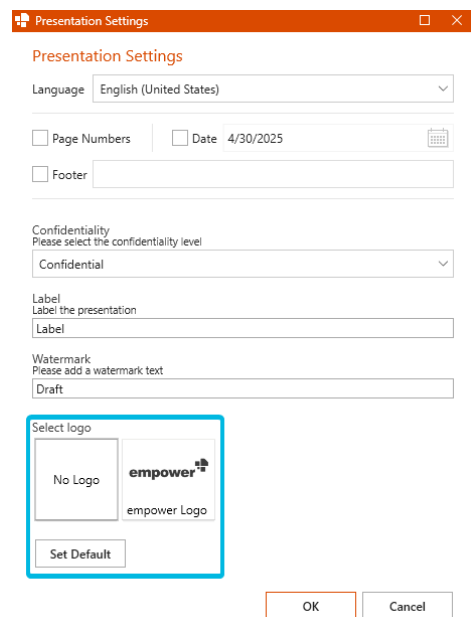 Presentation Settings
Presentation Settings
Language English (United States)
Page Numbers Date 4/30/2025
Footer
Confidentiality
Please select the confidentiality level
Confidential
Label
Label the presentation
Label
Watermark
Please add a watermark text
Draft
Select logo
No Logo
empower
empower Logo
Set Default
OK Cancel